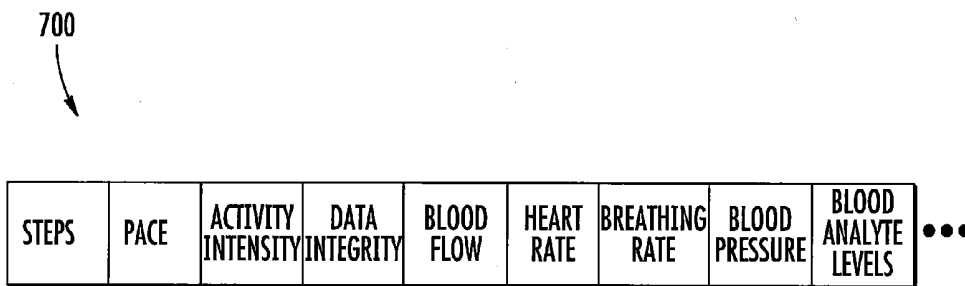 700
STEPS
PACE
ACTIVITY
INTENSITY
DATA
INTEGRITY
BLOOD
FLOW
HEART
RATE
BREATHING
RATE
BLOOD
PRESSURE
BLOOD
ANALYTE
LEVELS